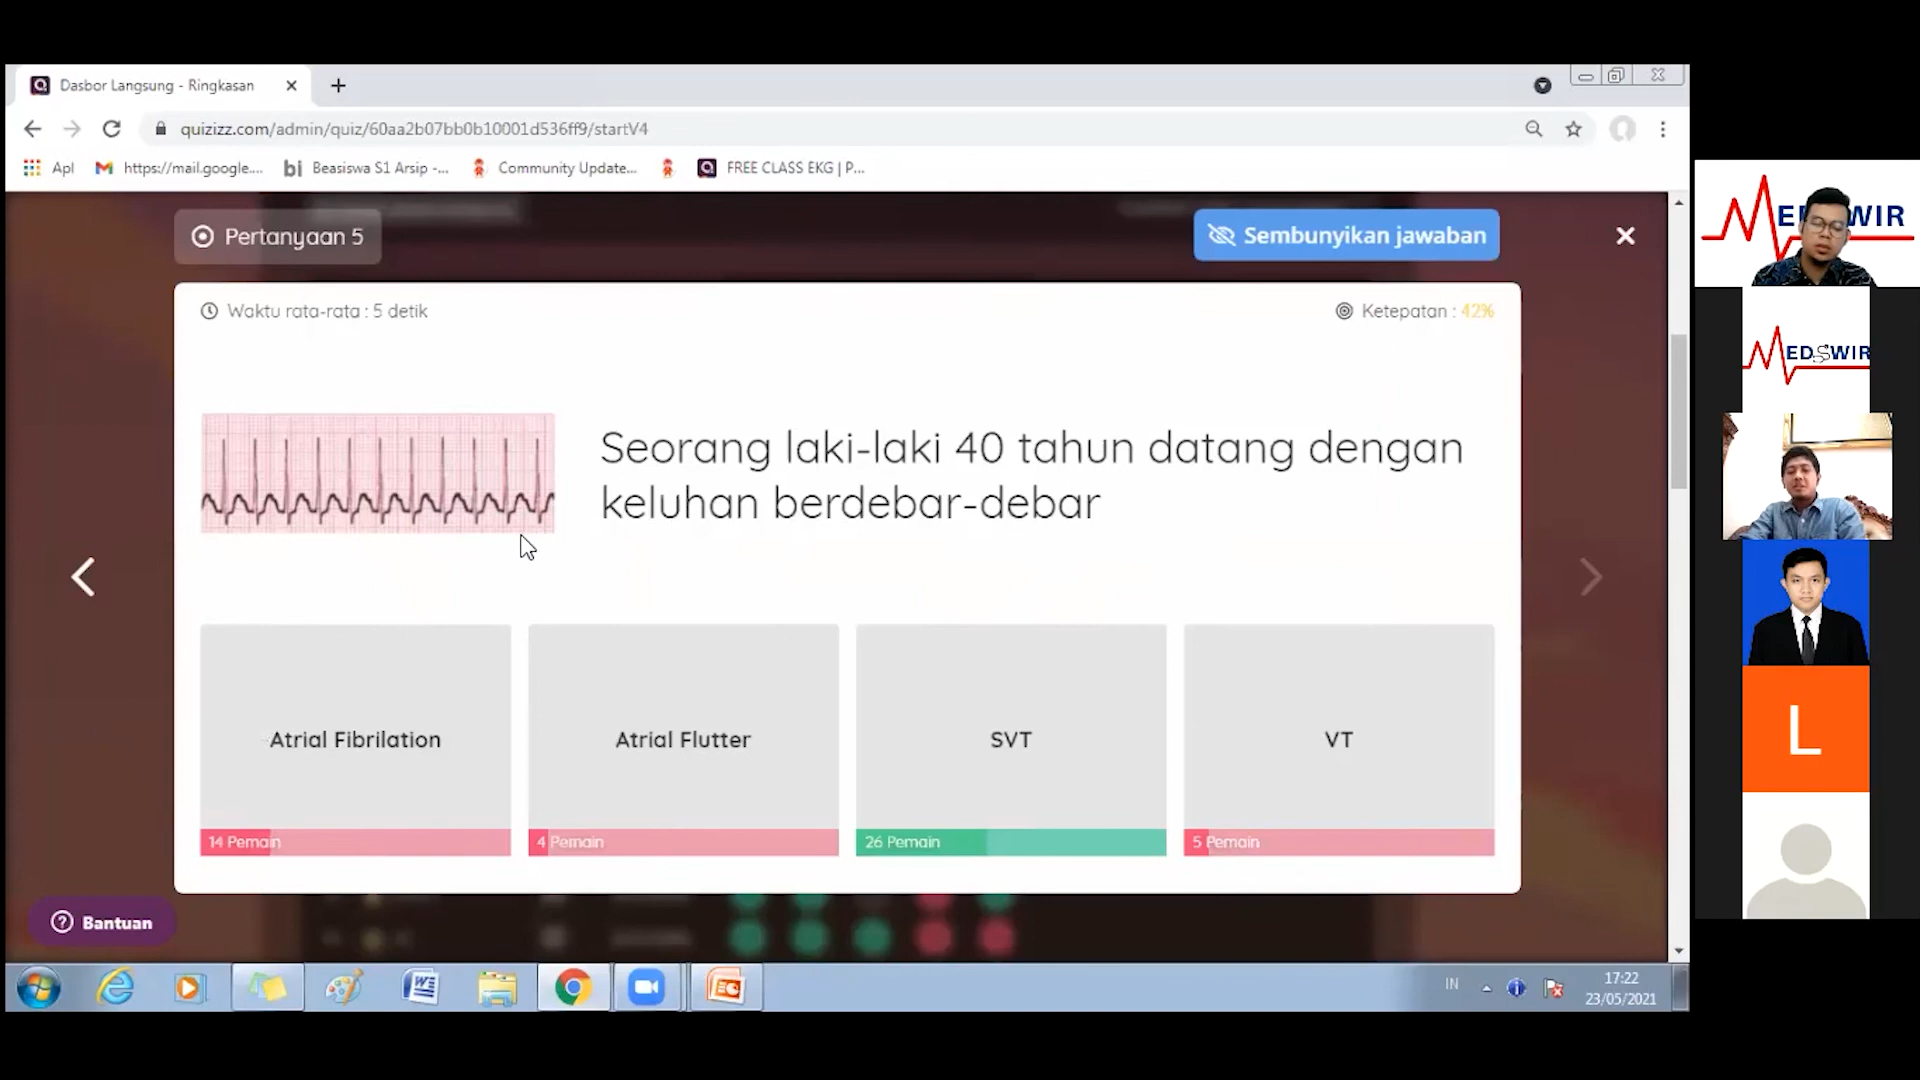 Dasbor Langsung - Ringkasan
quizizz.com/admin/quiz/60aa2b07bb0b10001d536ff9/startV4
Apl
https://mail.google....
Beasiswa S1 Arsip -...
Community Update...
FREE CLASS EKG | P...
Pertanyaan 5
Sembunyikan jawaban
Waktu rata-rata : 5 detik
Ketepatan : 42%
Seorang laki-laki 40 tahun datang dengan
keluhan berdebar-debar
Atrial Fibrilation
Atrial Flutter
SVT
VT
14 Pemain
4 Pemain
26 Pemain
5 Pemain
Bantuan
IN
17:22
23/05/2021
MEDSWIR
L